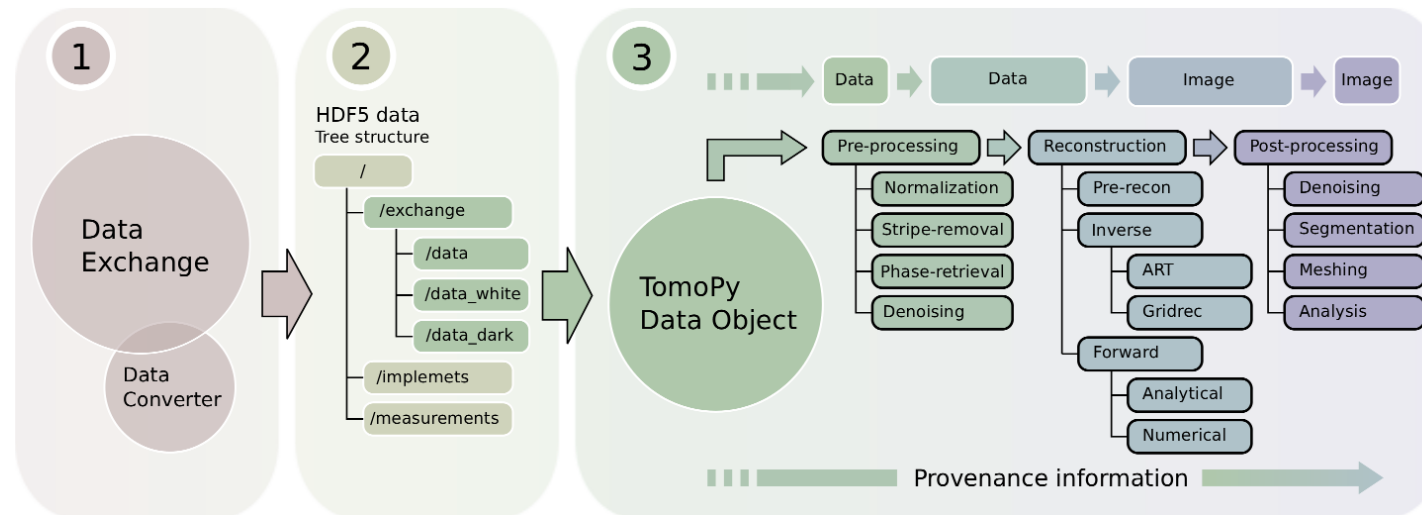 1
Data
Exchange
Data
Converter
2
HDF5 data
Tree structure
/
/exchange
/data
/data_white
/data_dark
/implemets
/measurements
3
TomoPy
Data Object
Data
Data
Image
Image
Pre-processing
Normalization
Stripe-removal
Phase-retrieval
Denoising
Reconstruction
Pre-recon
Inverse
ART
Gridrec
Forward
Analytical
Numerical
Post-processing
Denoising
Segmentation
Meshing
Analysis
Provenance information